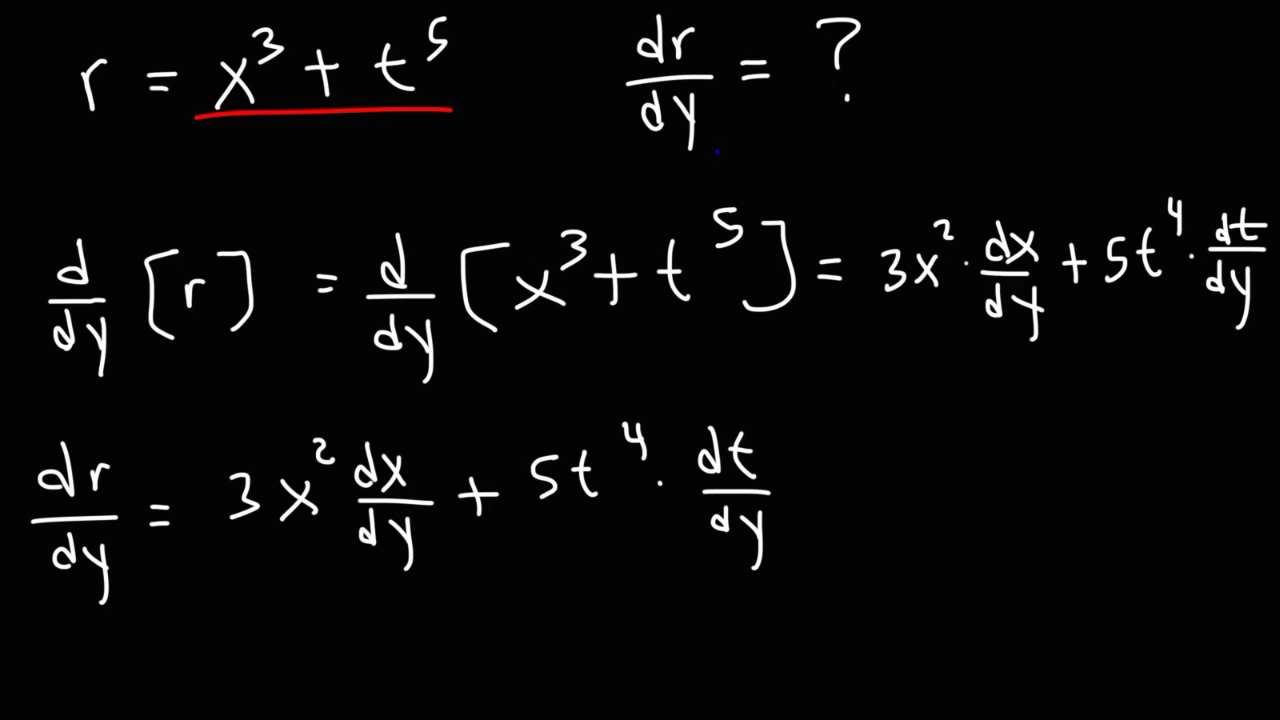 r = x³ + t⁵ dr/dy = ?
d/dy [r] = d/dy [x³ + t⁵] = 3x² · dx/dy + 5t⁴ · dt/dy
dr/dy = 3x² dx/dy + 5t⁴ · dt/dy